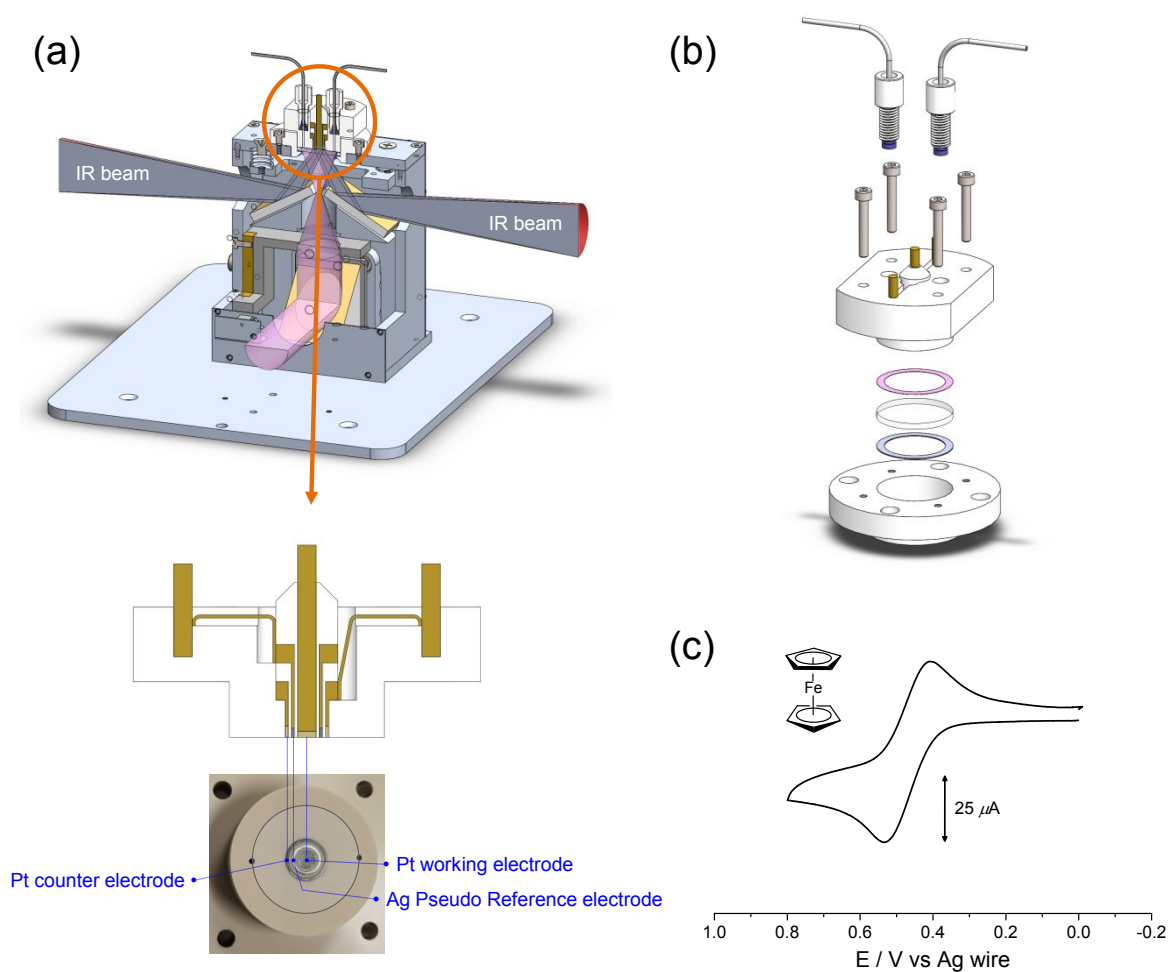 (a)
IR beam
IR beam
Pt counter electrode
Pt working electrode
Ag Pseudo Reference electrode
(b)
(c)
Fe
25 μA
1.0 0.8 0.6 0.4 0.2 0.0 -0.2
E / V vs Ag wire